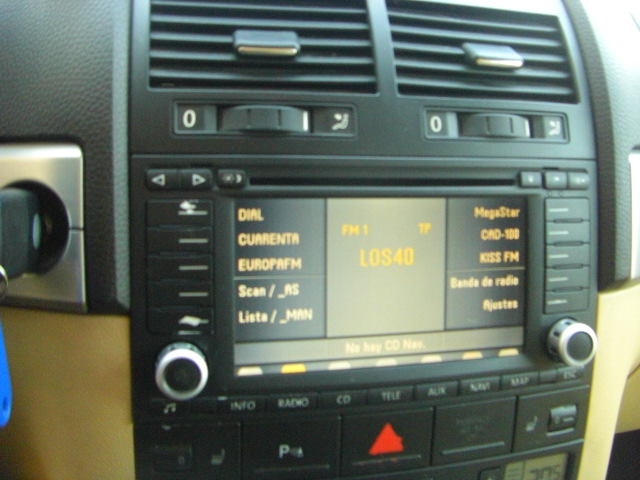 0
0
DIAL
CUARENTA
EUROPAFM
Scan / _AS
Lista / _MAN
FM 1 TP
LOS40
MegaStar
CAD-100
KISS FM
Banda de radio
Ajustes
No hay CD Nav.
INFO RADIO CD TELE AUX NAVI MAP ESC
P